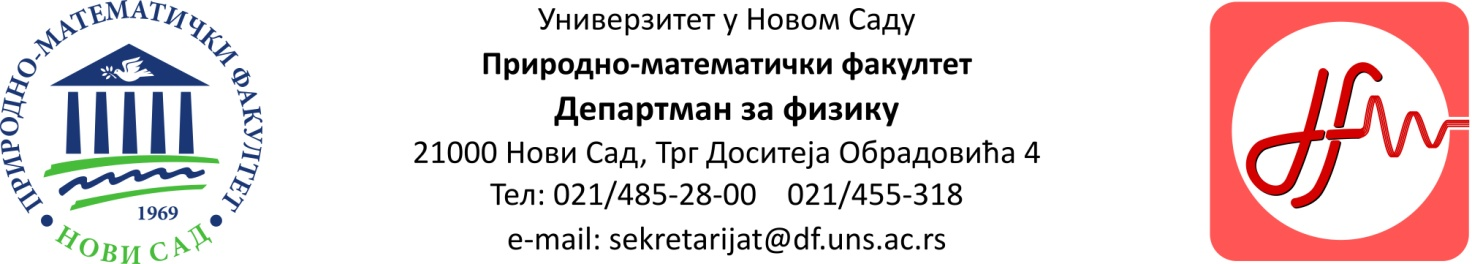 ПРИРОДНО-МАТЕМАТИЧКИ ФАКУЛТЕТ
1969
НОВИ САД
Универзитет у Новом Саду
Природно-математички факултет
Департман за физику
21000 Нови Сад, Трг Доситеја Обрадовића 4
Тел: 021/485-28-00 021/455-318
e-mail: sekretarijat@df.uns.ac.rs
df